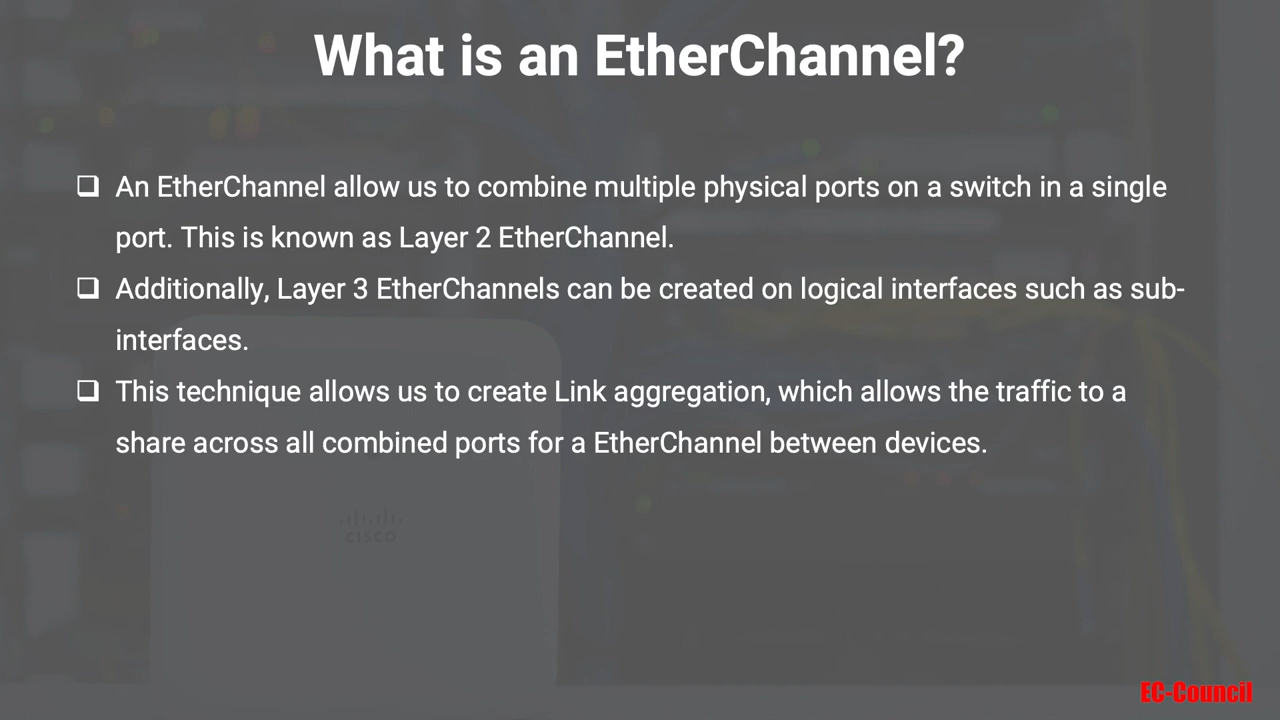 What is an EtherChannel?
❑ An EtherChannel allow us to combine multiple physical ports on a switch in a single
port. This is known as Layer 2 EtherChannel.
❑ Additionally, Layer 3 EtherChannels can be created on logical interfaces such as sub-
interfaces.
❑ This technique allows us to create Link aggregation, which allows the traffic to a
share across all combined ports for a EtherChannel between devices.
CISCO
EC-Council